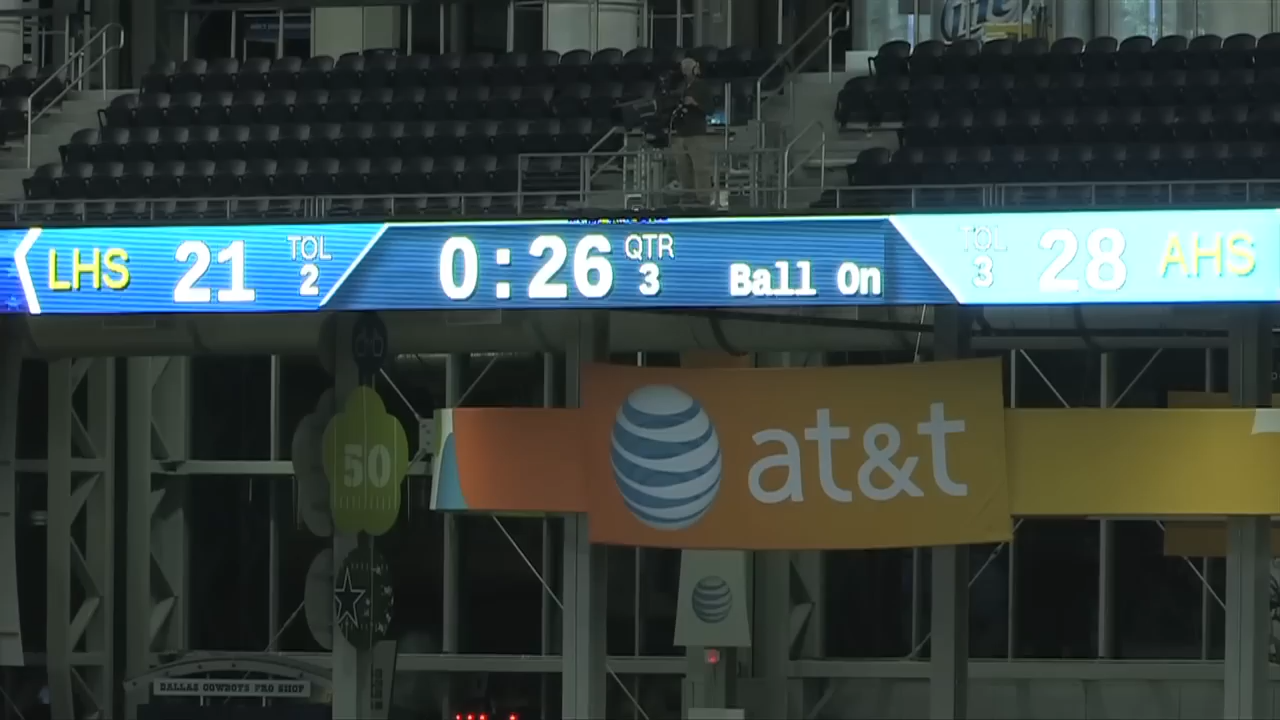 Lite
LHS 21 TOL 2 0:26 QTR 3 Ball On TOL 3 28 AHS
at&t
50
DALLAS COWBOYS PRO SHOP